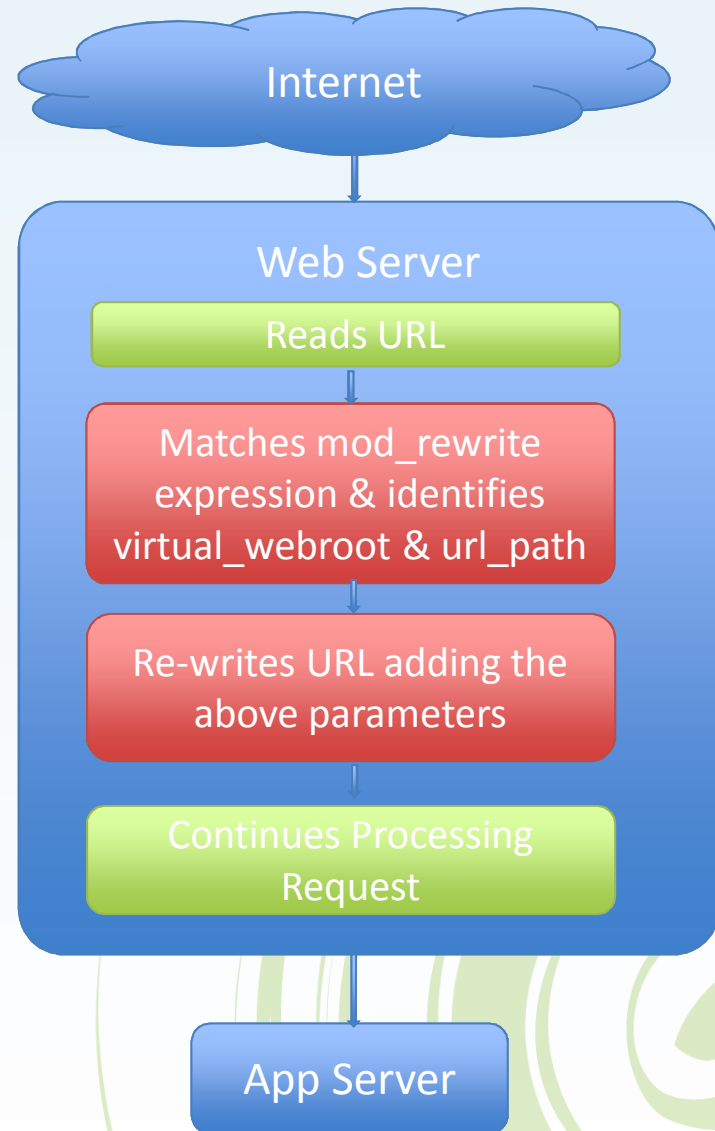 Internet
Web Server
Reads URL
Matches mod_rewrite
expression & identifies
virtual_webroot & url_path
Re-writes URL adding the
above parameters
Continues Processing
Request
App Server